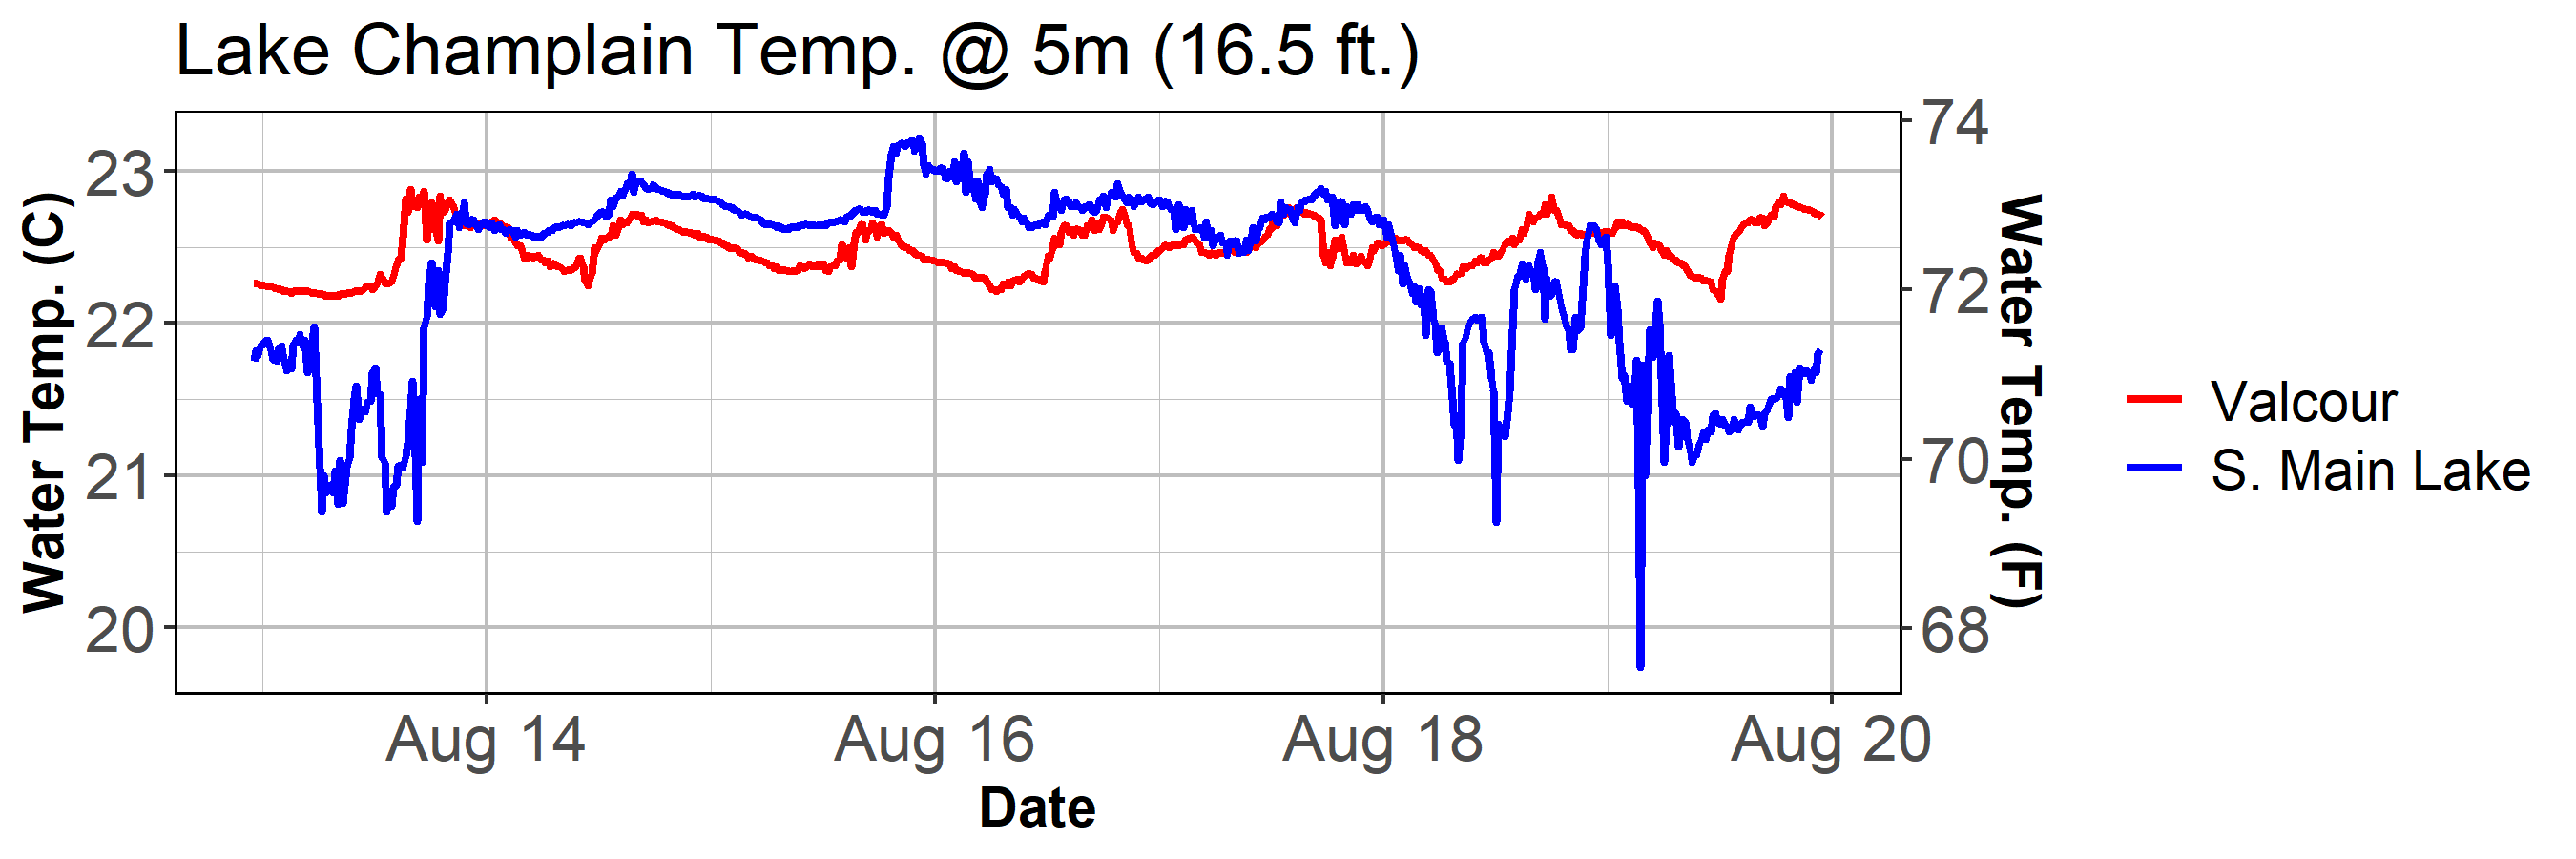 Lake Champlain Temp. @ 5m (16.5 ft.)
Water Temp. (C)
23
22
21
20
74
72
70
68
Water Temp. (F)
Valcour
S. Main Lake
Aug 14 Aug 16 Aug 18 Aug 20
Date